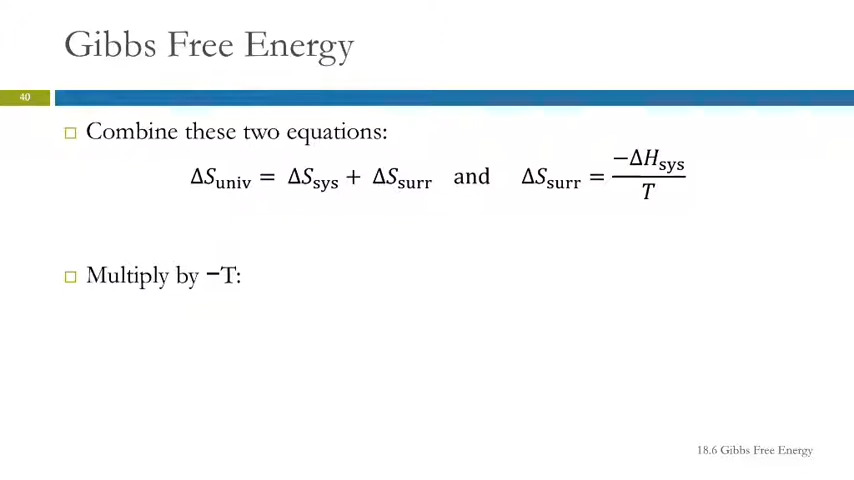 Gibbs Free Energy
40
□ Combine these two equations:
ΔS_univ = ΔS_sys + ΔS_surr and ΔS_surr = −ΔH_sys / T
□ Multiply by −T:
18.6 Gibbs Free Energy